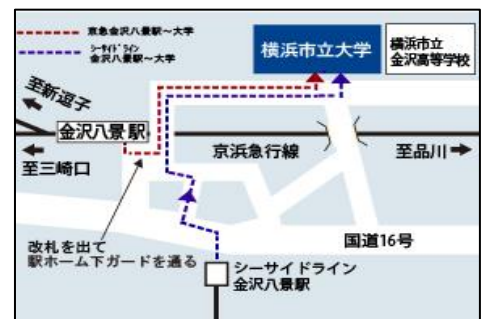 京急金沢八景駅～大学
シーサイドライン
金沢八景駅～大学
横浜市立大学
横浜市立
金沢高等学校
至新逗子
金沢八景駅
至三崎口
京浜急行線
至品川
改札を出て
駅ホーム下ガードを通る
国道16号
シーサイドライン
金沢八景駅